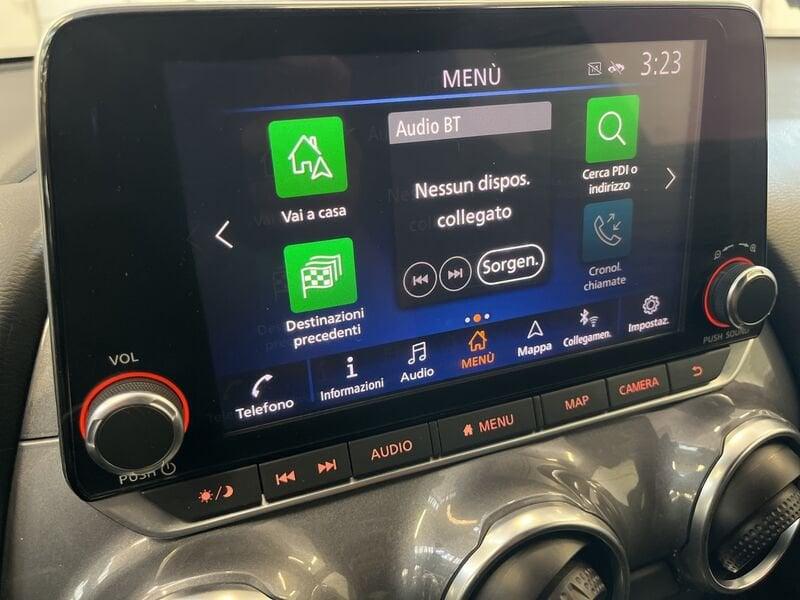 MENÙ
3:23
Vai a casa
Destinazioni
precedenti
Audio BT
Nessun dispos.
collegato
Sorgen.
Cerca PDI o
indirizzo
Cronol.
chiamate
Telefono
Informazioni
Audio
MENÙ
Mappa
Collegamen.
Impostaz.
VOL
PUSH
PUSH SOUND
AUDIO
MENU
MAP
CAMERA